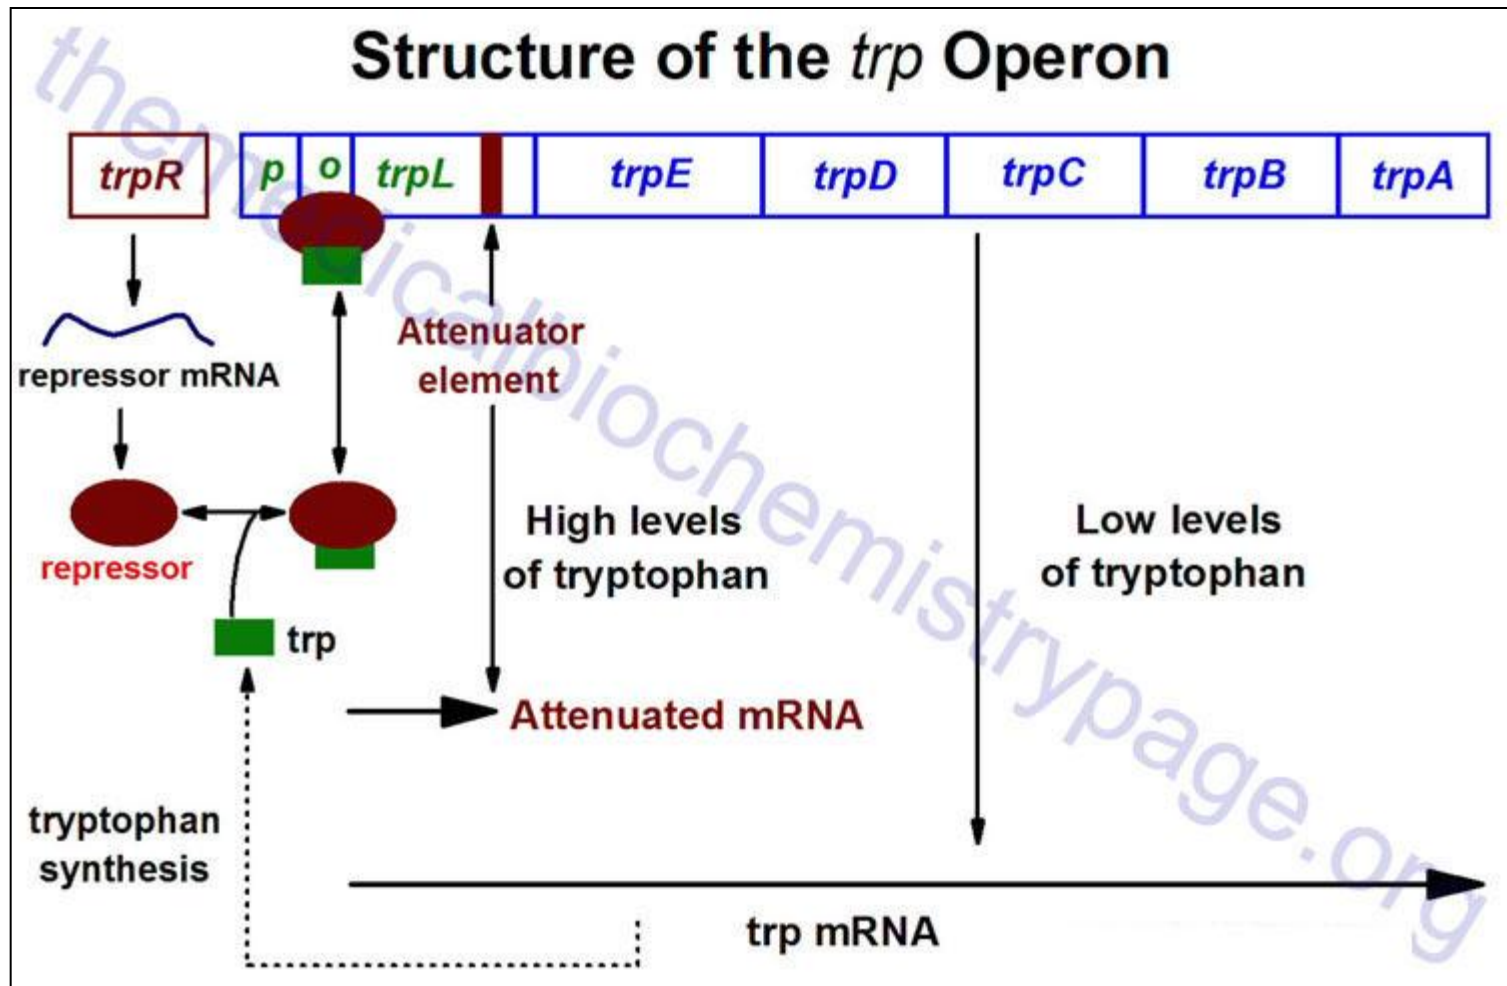 Structure of the trp Operon
trpR
p
o
trpL
trpE
trpD
trpC
trpB
trpA
repressor mRNA
Attenuator
element
repressor
High levels
of tryptophan
Low levels
of tryptophan
trp
Attenuated mRNA
tryptophan
synthesis
trp mRNA
themedicalbiochemistrypage.org